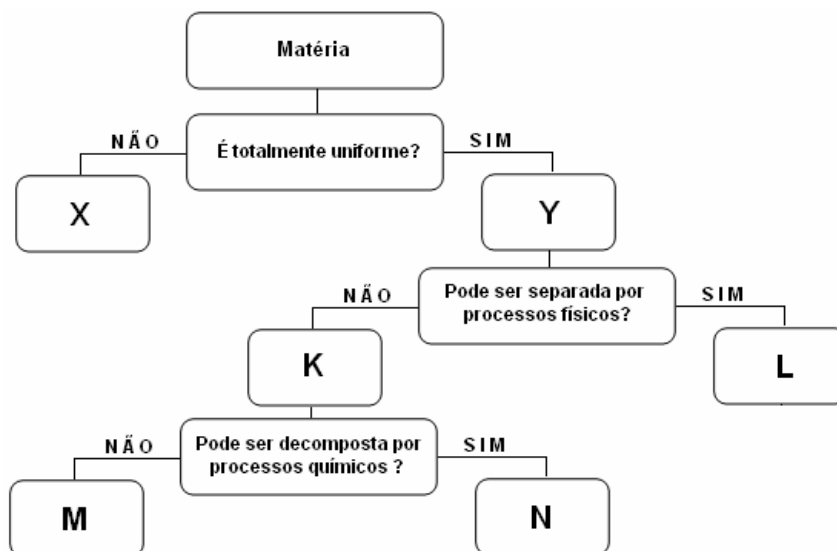 Matéria
É totalmente uniforme?
NÃO
SIM
X
Y
Pode ser separada por
processos físicos?
NÃO
SIM
K
L
Pode ser decomposta por
processos químicos ?
NÃO
SIM
M
N